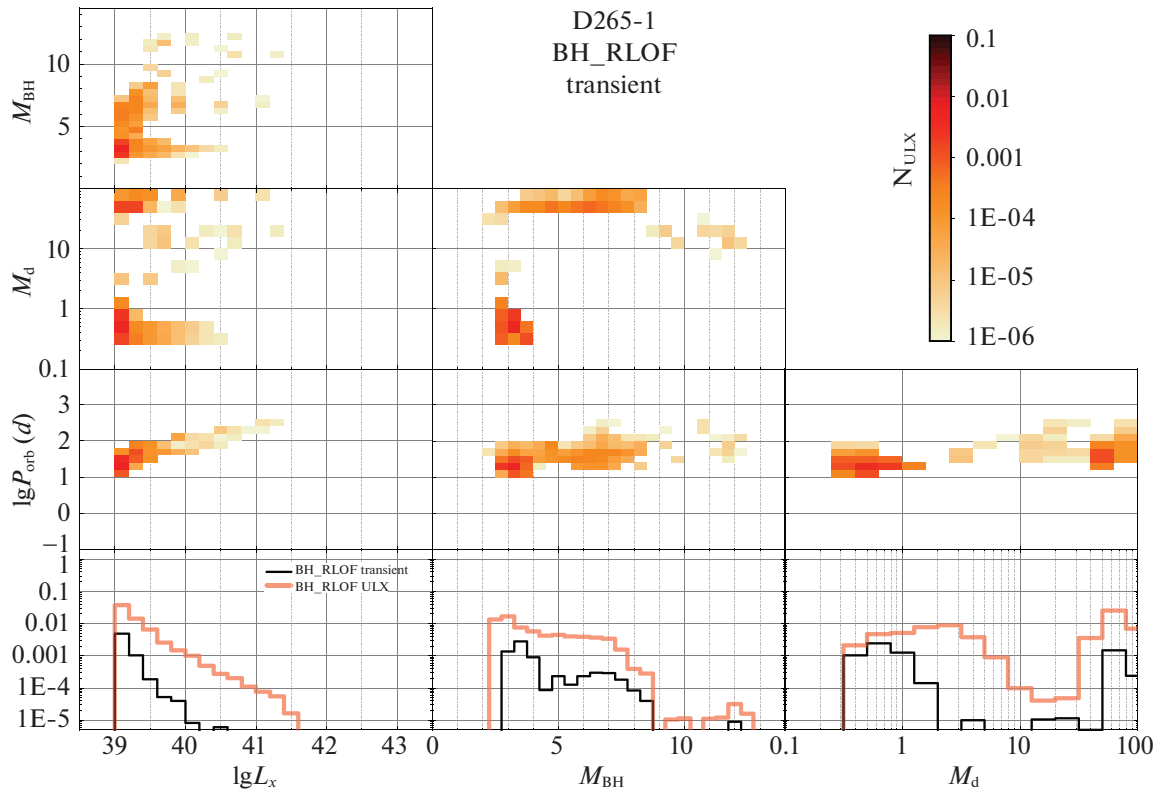 D265-1
BH_RLOF
transient
0.1
0.01
0.001
1E-04
1E-05
1E-06
N_ULX
10
5
M_BH
10
1
0.1
M_d
3
2
1
0
−1
lgP_orb (d)
1
0.1
0.01
0.001
1E-4
1E-5
BH_RLOF transient
BH_RLOF ULX
39 40 41 42 43 0 5 10 0.1 1 10 100
lgL_x M_BH M_d